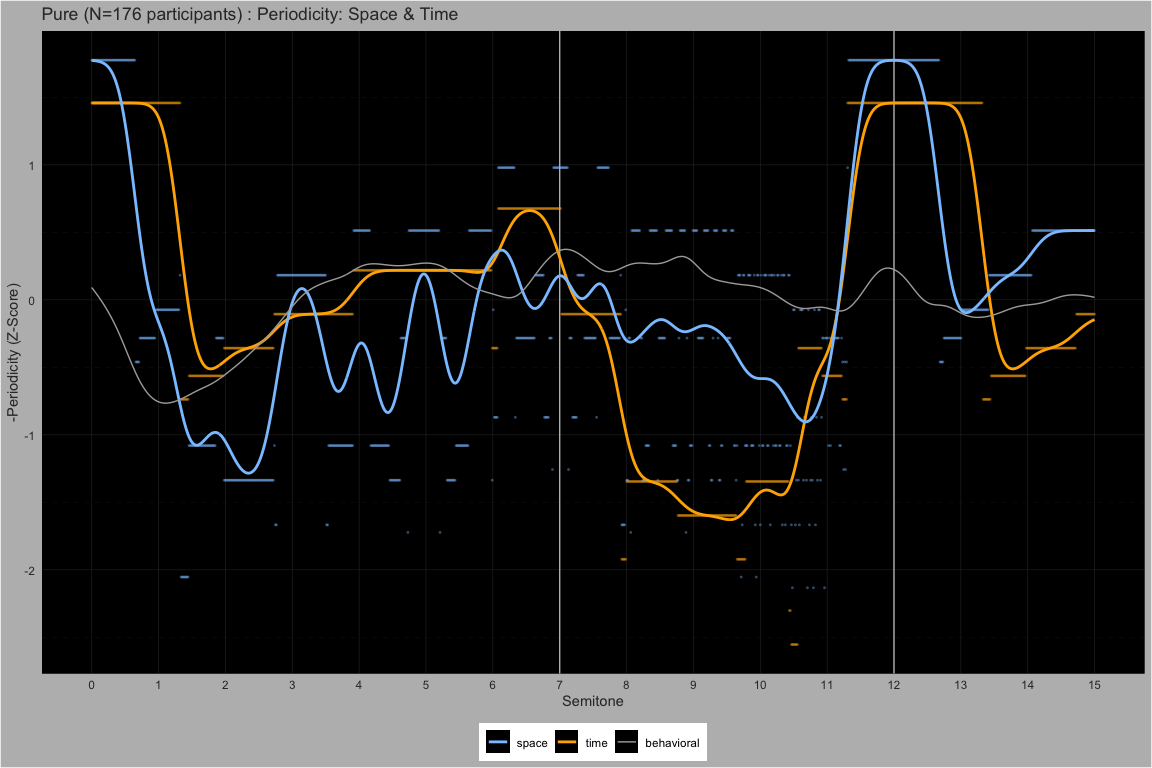 Pure (N=176 participants) : Periodicity: Space & Time
-Periodicity (Z-Score)
1
0
-1
-2
0 1 2 3 4 5 6 7 8 9 10 11 12 13 14 15
Semitone
space time behavioral